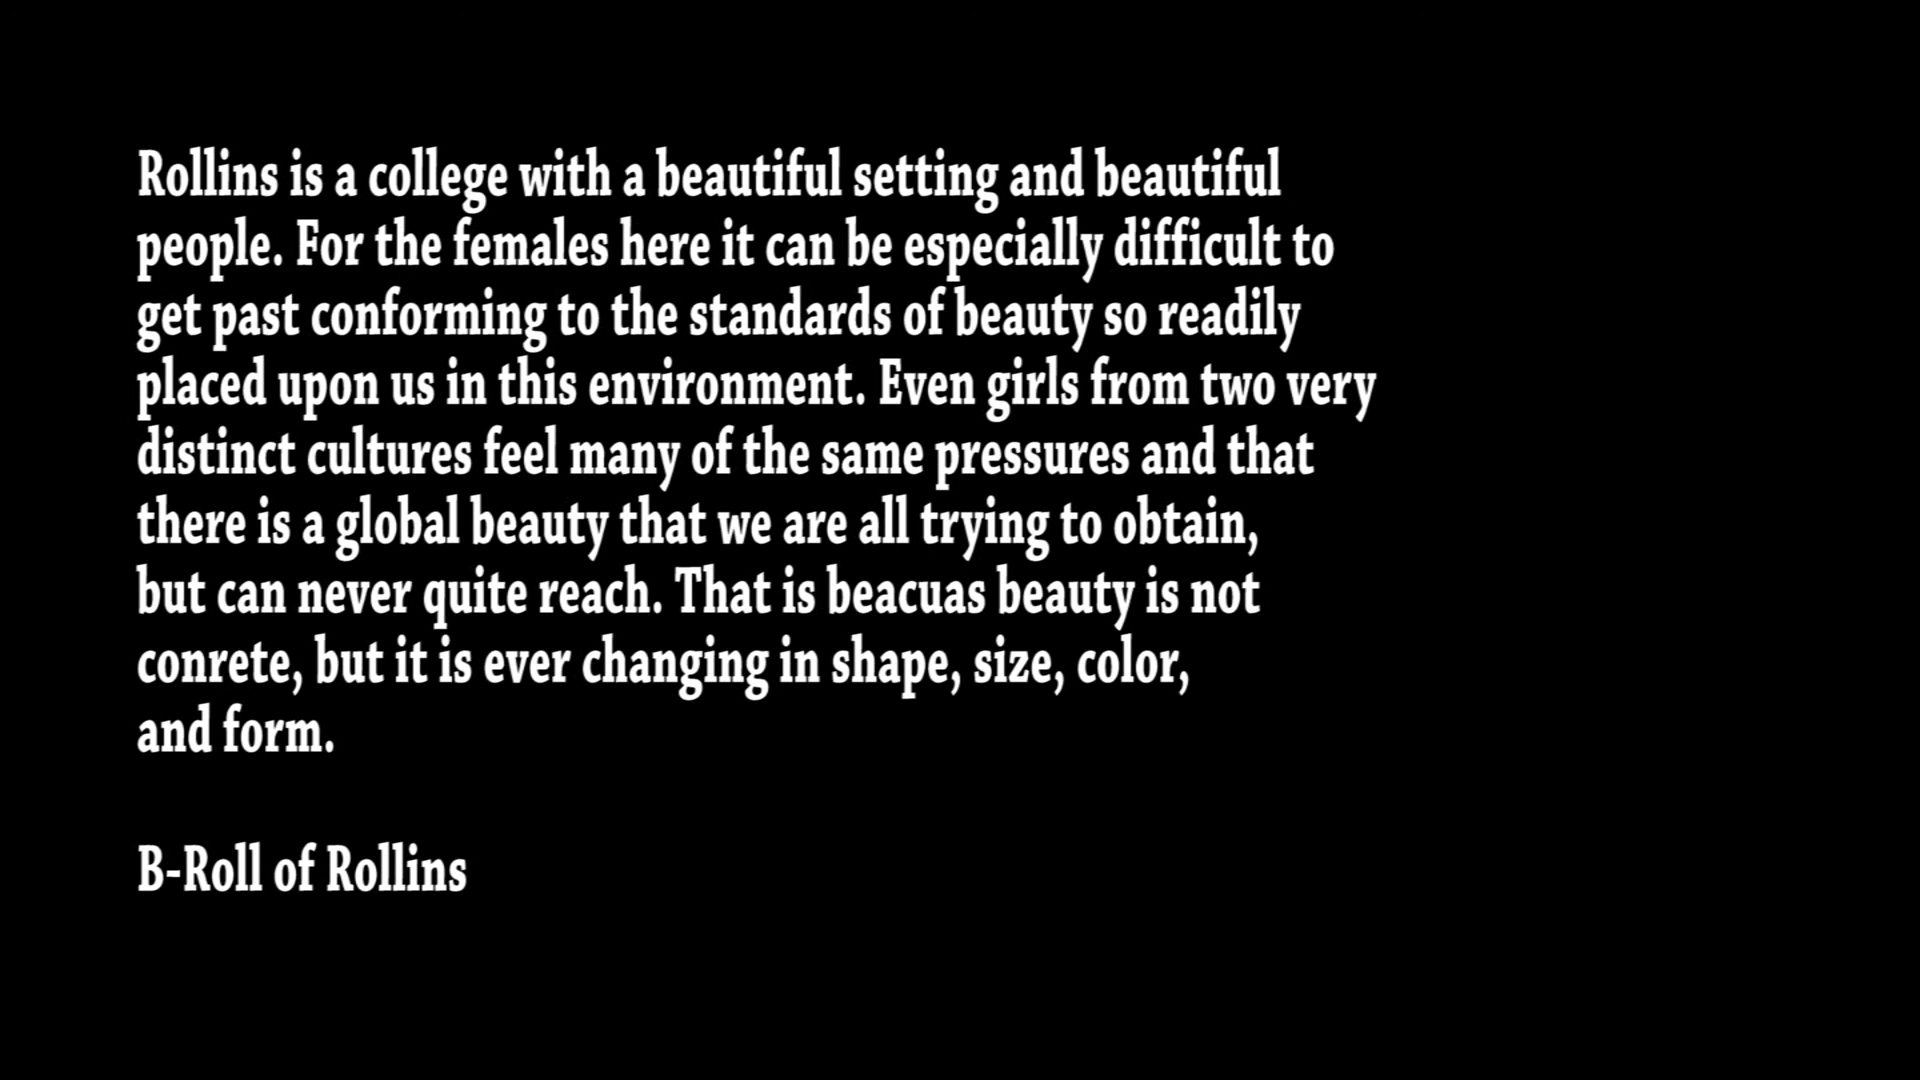 Rollins is a college with a beautiful setting and beautiful
people. For the females here it can be especially difficult to
get past conforming to the standards of beauty so readily
placed upon us in this environment. Even girls from two very
distinct cultures feel many of the same pressures and that
there is a global beauty that we are all trying to obtain,
but can never quite reach. That is beacuas beauty is not
conrete, but it is ever changing in shape, size, color,
and form.
B-Roll of Rollins